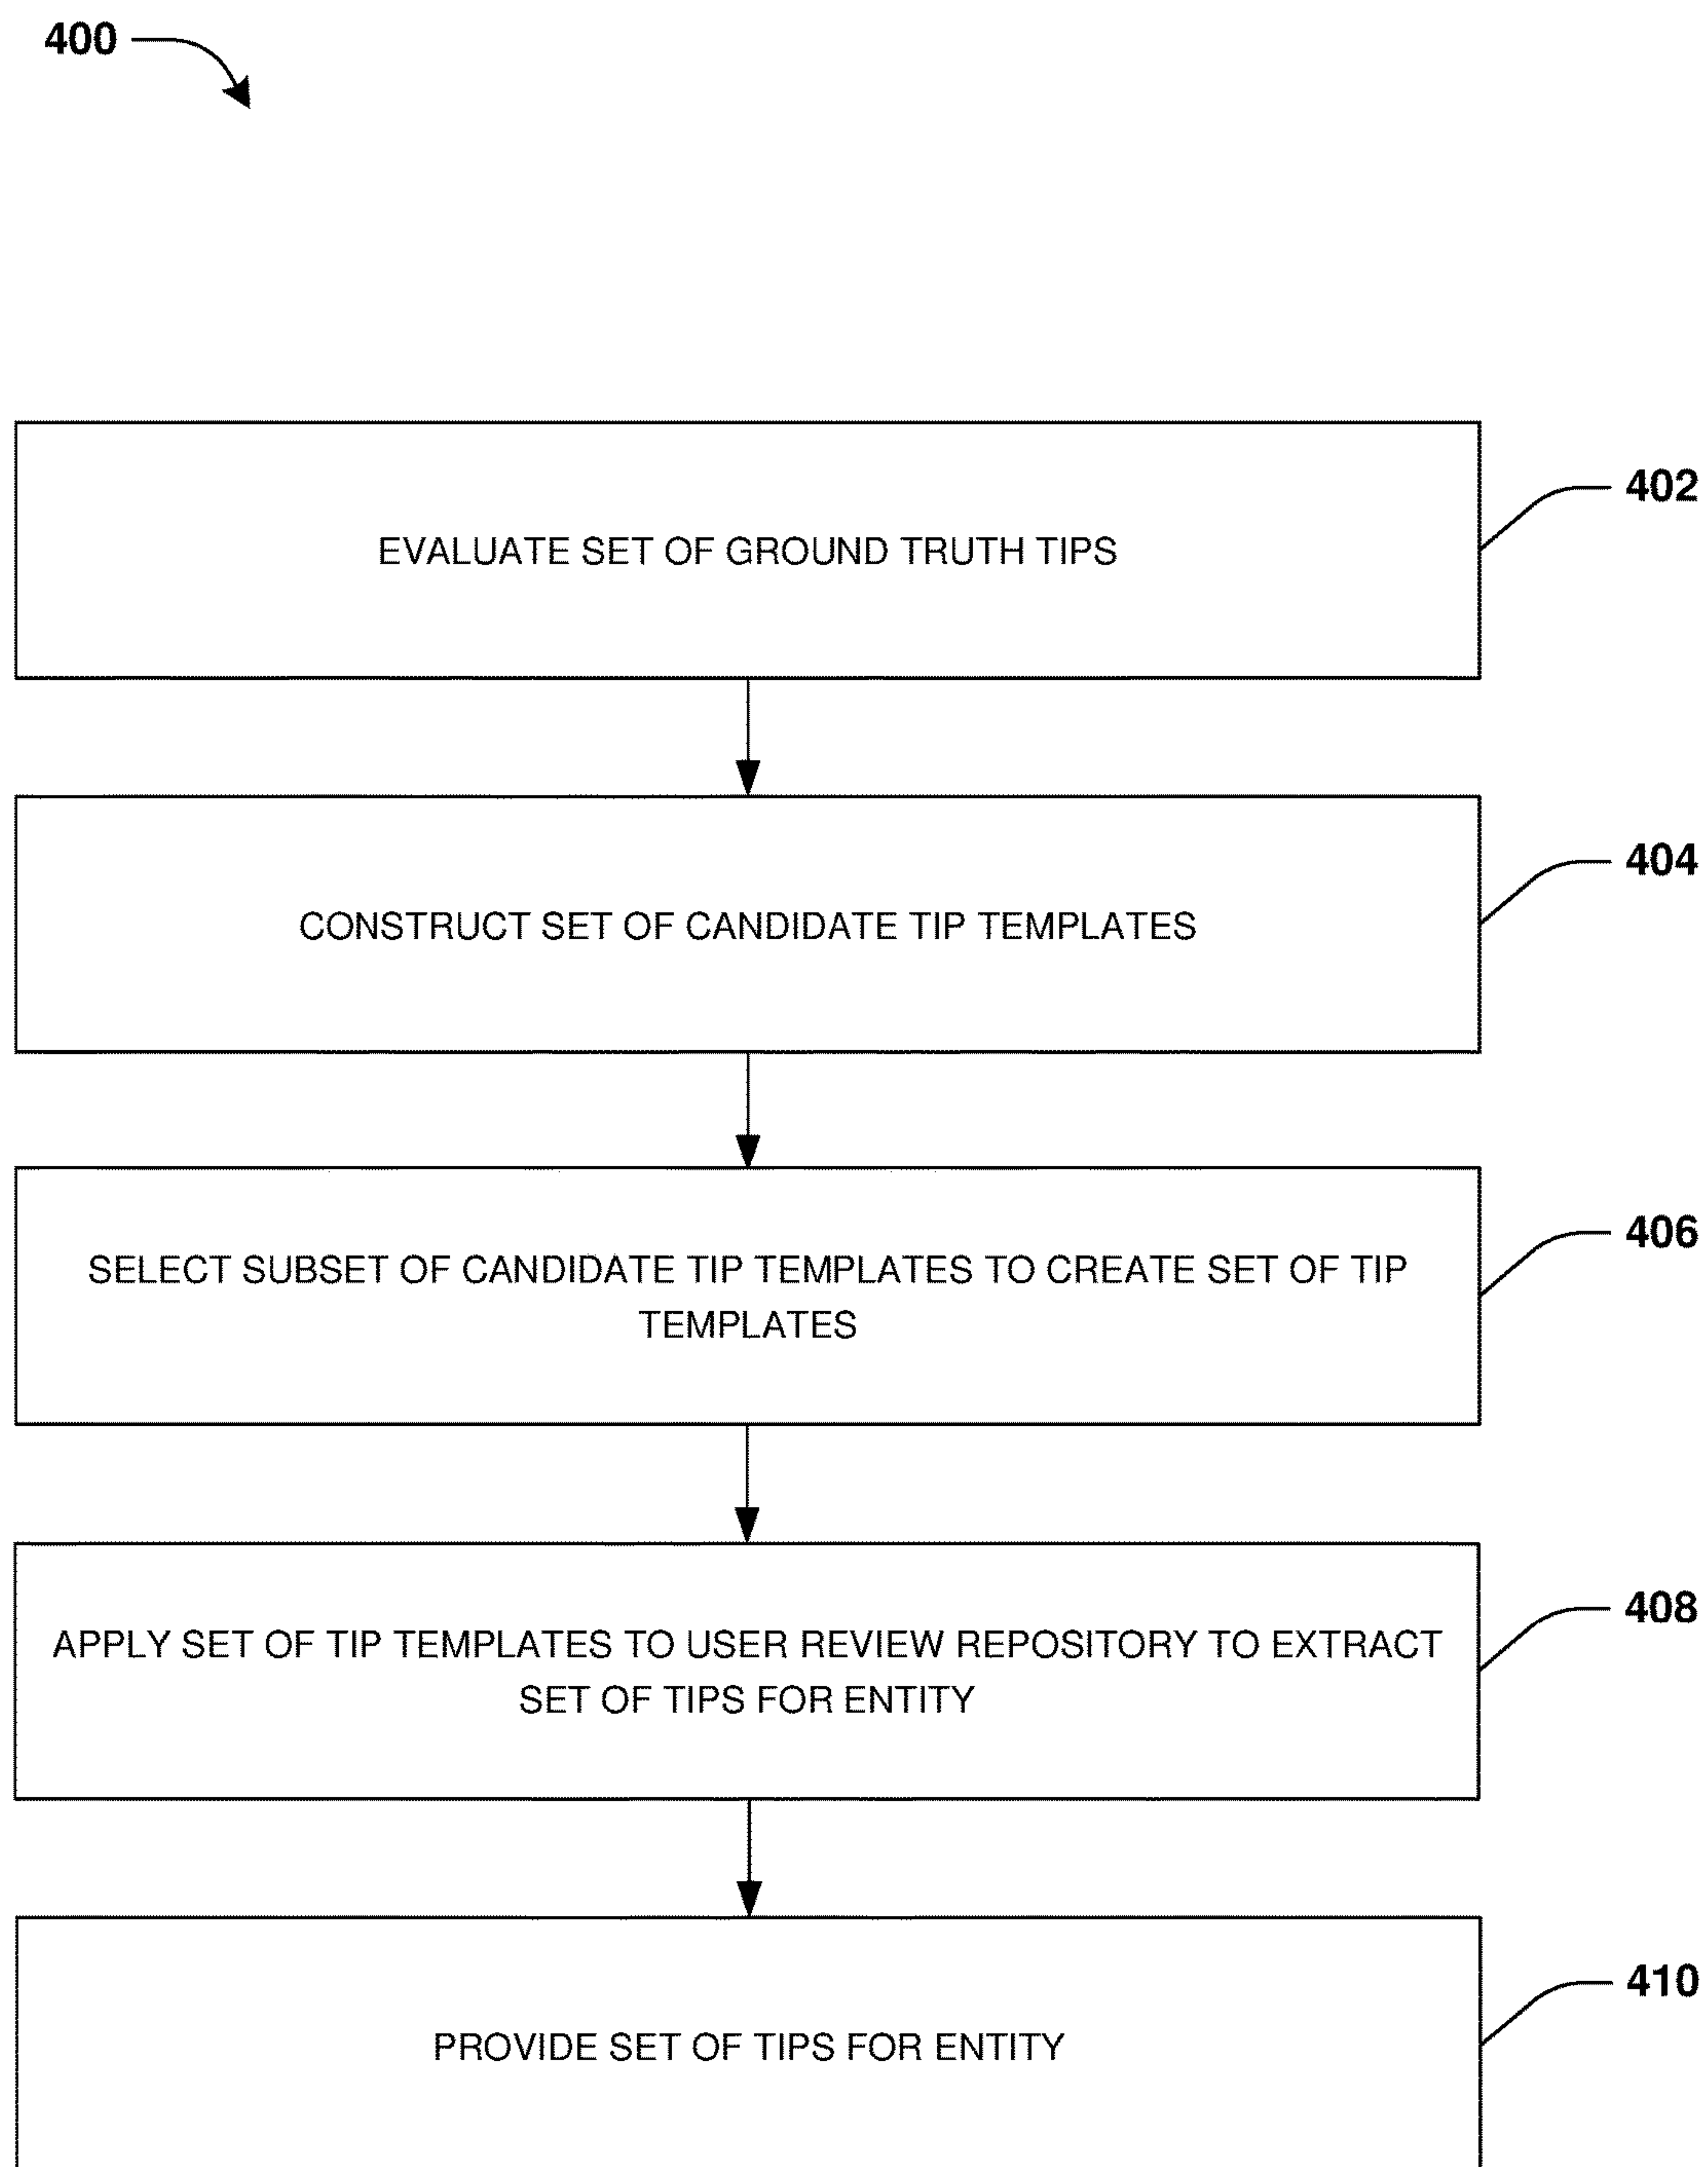 400
EVALUATE SET OF GROUND TRUTH TIPS
402
CONSTRUCT SET OF CANDIDATE TIP TEMPLATES
404
SELECT SUBSET OF CANDIDATE TIP TEMPLATES TO CREATE SET OF TIP
TEMPLATES
406
APPLY SET OF TIP TEMPLATES TO USER REVIEW REPOSITORY TO EXTRACT
SET OF TIPS FOR ENTITY
408
PROVIDE SET OF TIPS FOR ENTITY
410